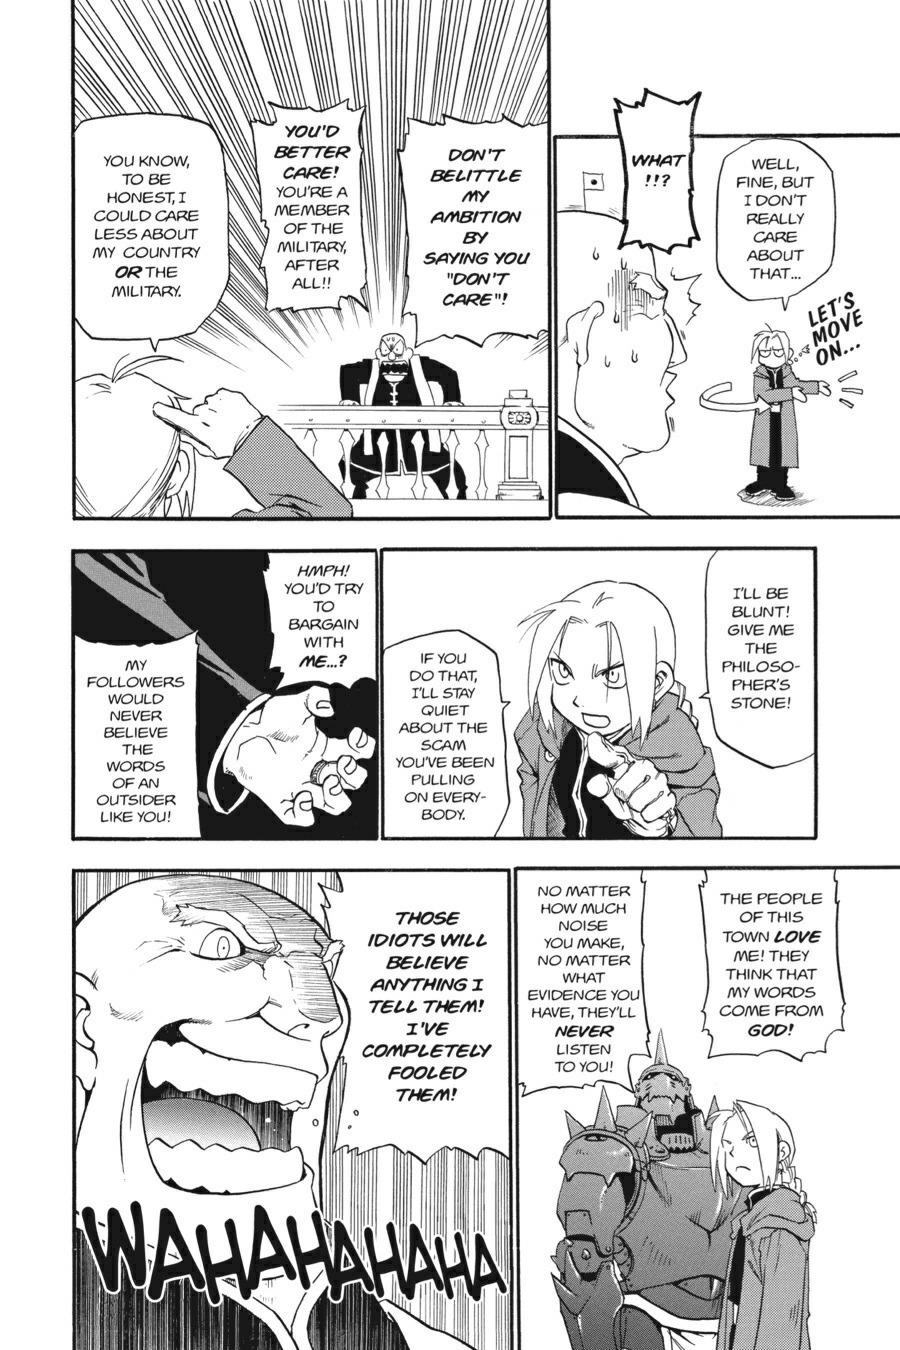 WELL,
FINE, BUT
I DON'T
REALLY
CARE
ABOUT
THAT...
LET'S
MOVE
ON...
WHAT
!!?
DON'T
BELITTLE
MY
AMBITION
BY
SAYING YOU
"DON'T
CARE"!
YOU'D
BETTER
CARE!
YOU'RE A
MEMBER
OF THE
MILITARY,
AFTER
ALL!!
YOU KNOW,
TO BE
HONEST, I
COULD CARE
LESS ABOUT
MY COUNTRY
OR THE
MILITARY.
I'LL BE
BLUNT!
GIVE ME
THE
PHILOSO-
PHER'S
STONE!
IF YOU
DO THAT,
I'LL STAY
QUIET
ABOUT THE
SCAM
YOU'VE BEEN
PULLING
ON EVERY-
BODY.
HMPH!
YOU'D TRY
TO
BARGAIN
WITH
ME...?
MY
FOLLOWERS
WOULD
NEVER
BELIEVE
THE
WORDS
OF AN
OUTSIDER
LIKE YOU!
THE PEOPLE
OF THIS
TOWN LOVE
ME! THEY
THINK THAT
MY WORDS
COME FROM
GOD!
NO MATTER
HOW MUCH
NOISE
YOU MAKE,
NO MATTER
WHAT
EVIDENCE YOU
HAVE, THEY'LL
NEVER
LISTEN
TO YOU!
THOSE
IDIOTS WILL
BELIEVE
ANYTHING I
TELL THEM!
I'VE
COMPLETELY
FOOLED
THEM!
WAHAHAHAHAHA